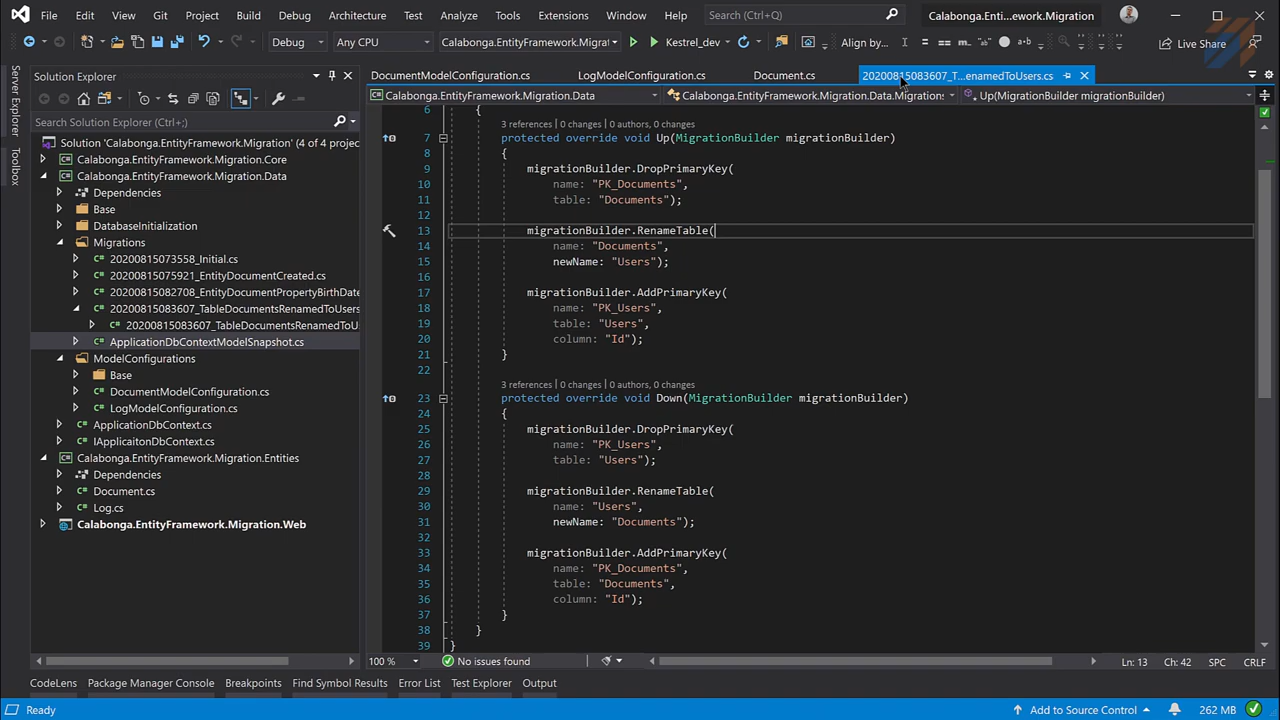 File Edit View Git Project Build Debug Architecture Test Analyze Tools Extensions Window Help Search (Ctrl+Q) Calabonga.Enti...ework.Migration
Debug Any CPU Calabonga.EntityFramework.Migrat Kestrel_dev Align by... Live Share
Server Explorer
Toolbox
Solution Explorer
Search Solution Explorer (Ctrl+;)
Solution 'Calabonga.EntityFramework.Migration' (4 of 4 projec
Calabonga.EntityFramework.Migration.Core
Calabonga.EntityFramework.Migration.Data
Dependencies
Base
DatabaseInitialization
Migrations
20200815073558_Initial.cs
20200815075921_EntityDocumentCreated.cs
20200815082708_EntityDocumentPropertyBirthDate
20200815083607_TableDocumentsRenamedToUsers
20200815083607_TableDocumentsRenamedToU
ApplicationDbContextModelSnapshot.cs
ModelConfigurations
Base
DocumentModelConfiguration.cs
LogModelConfiguration.cs
ApplicationDbContext.cs
IApplicaitonDbContext.cs
Calabonga.EntityFramework.Migration.Entities
Dependencies
Document.cs
Log.cs
Calabonga.EntityFramework.Migration.Web
DocumentModelConfiguration.cs LogModelConfiguration.cs Document.cs 20200815083607_T...enamedToUsers.cs
Calabonga.EntityFramework.Migration.Data Calabonga.EntityFramework.Migration.Data.Migration: Up(MigrationBuilder migrationBuilder)
6 {
3 references | 0 changes | 0 authors, 0 changes
7 protected override void Up(MigrationBuilder migrationBuilder)
8 {
9 migrationBuilder.DropPrimaryKey(
10 name: "PK_Documents",
11 table: "Documents");
12
13 migrationBuilder.RenameTable(
14 name: "Documents",
15 newName: "Users");
16
17 migrationBuilder.AddPrimaryKey(
18 name: "PK_Users",
19 table: "Users",
20 column: "Id");
21 }
22
3 references | 0 changes | 0 authors, 0 changes
23 protected override void Down(MigrationBuilder migrationBuilder)
24 {
25 migrationBuilder.DropPrimaryKey(
26 name: "PK_Users",
27 table: "Users");
28
29 migrationBuilder.RenameTable(
30 name: "Users",
31 newName: "Documents");
32
33 migrationBuilder.AddPrimaryKey(
34 name: "PK_Documents",
35 table: "Documents",
36 column: "Id");
37 }
38 }
39 }
100 % No issues found Ln: 13 Ch: 42 SPC CRLF
CodeLens Package Manager Console Breakpoints Find Symbol Results Error List Test Explorer Output
Ready Add to Source Control 262 MB